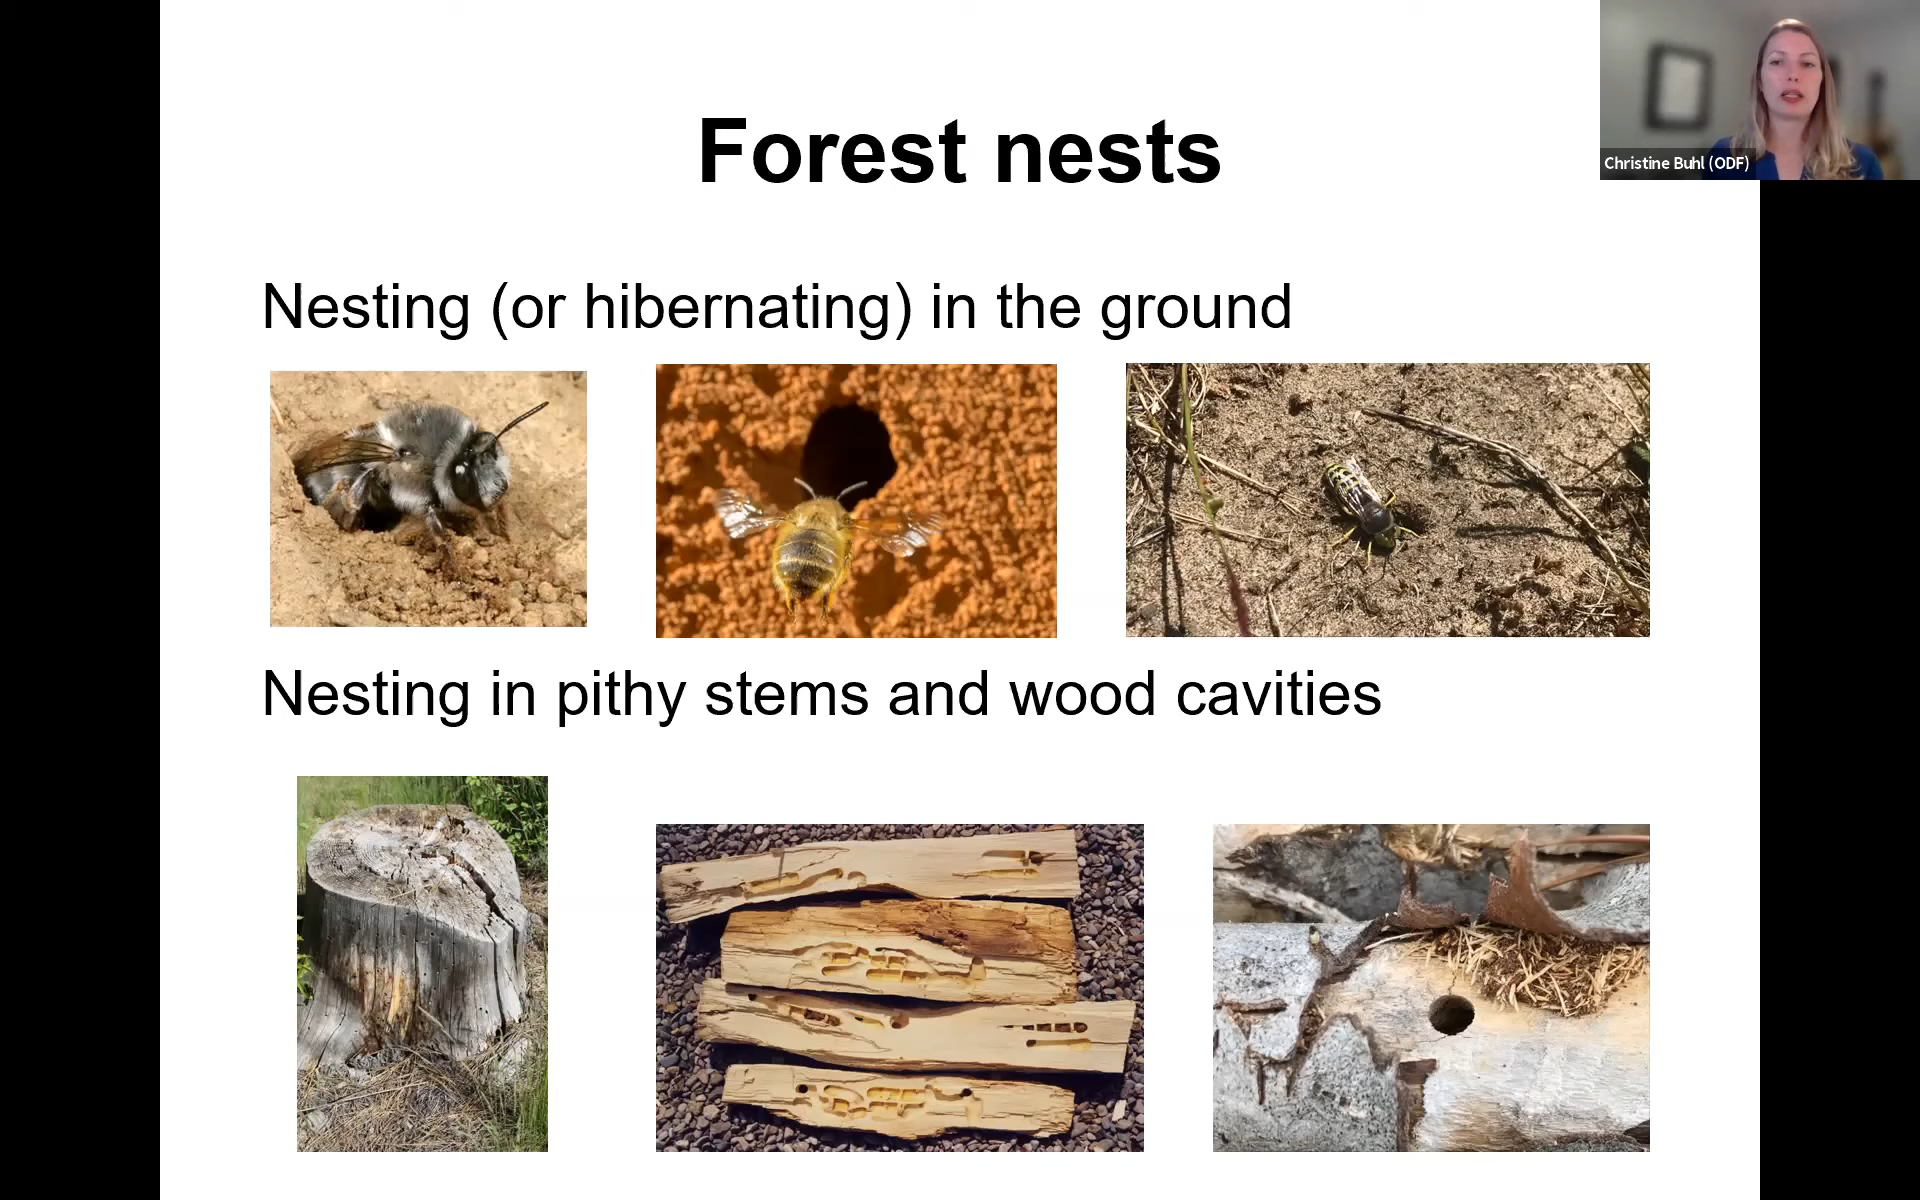 Forest nests
Christine Buhl (ODF)
Nesting (or hibernating) in the ground
Nesting in pithy stems and wood cavities